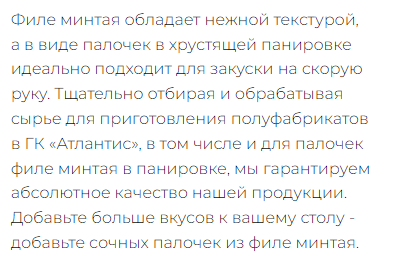 Филе минтая обладает нежной текстурой,
а в виде палочек в хрустящей панировке
идеально подходит для закуски на скорую
руку. Тщательно отбирая и обрабатывая
сырье для приготовления полуфабрикатов
в ГК «Атлантис», в том числе и для палочек
филе минтая в панировке, мы гарантируем
абсолютное качество нашей продукции.
Добавьте больше вкусов к вашему столу -
добавьте сочных палочек из филе минтая.